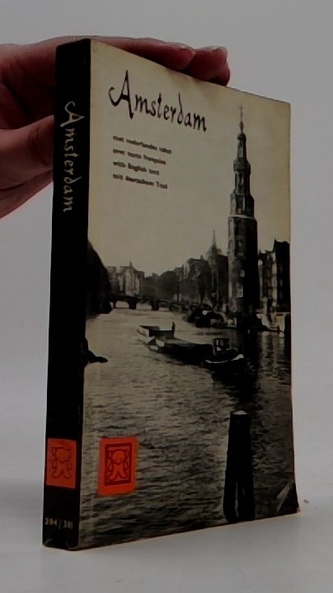 Amsterdam
met nederlandse tekst
avec texte française
with English text
mit deutschem Text
Amsterdam